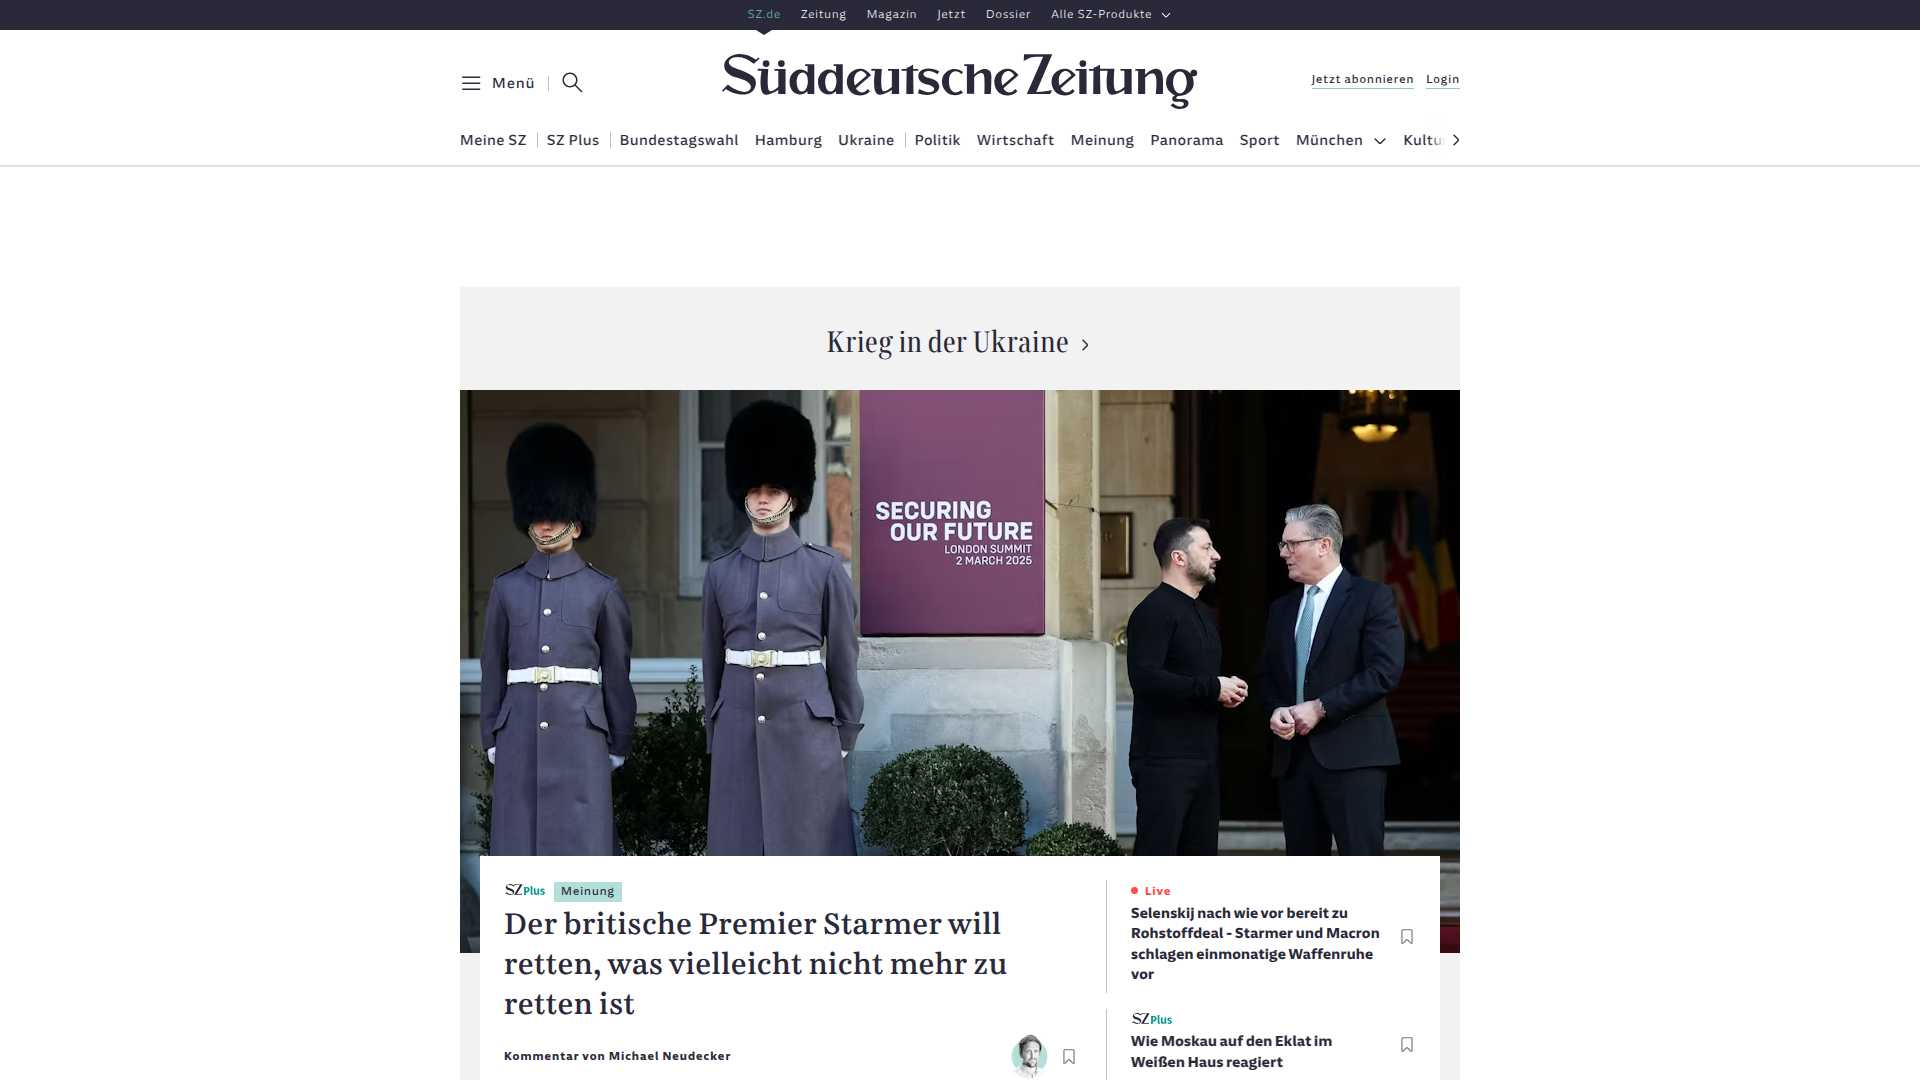 SZ.de Zeitung Magazin Jetzt Dossier Alle SZ-Produkte
Menü
Süddeutsche Zeitung
Jetzt abonnieren Login
Meine SZ SZ Plus Bundestagswahl Hamburg Ukraine Politik Wirtschaft Meinung Panorama Sport München Kultu
Krieg in der Ukraine
SECURING
OUR FUTURE
LONDON SUMMIT
2 MARCH 2025
SZ Plus Meinung
Der britische Premier Starmer will
retten, was vielleicht nicht mehr zu
retten ist
Kommentar von Michael Neudecker
Live
Selenskij nach wie vor bereit zu
Rohstoffdeal - Starmer und Macron
schlagen einmonatige Waffenruhe
vor
SZ Plus
Wie Moskau auf den Eklat im
Weißen Haus reagiert